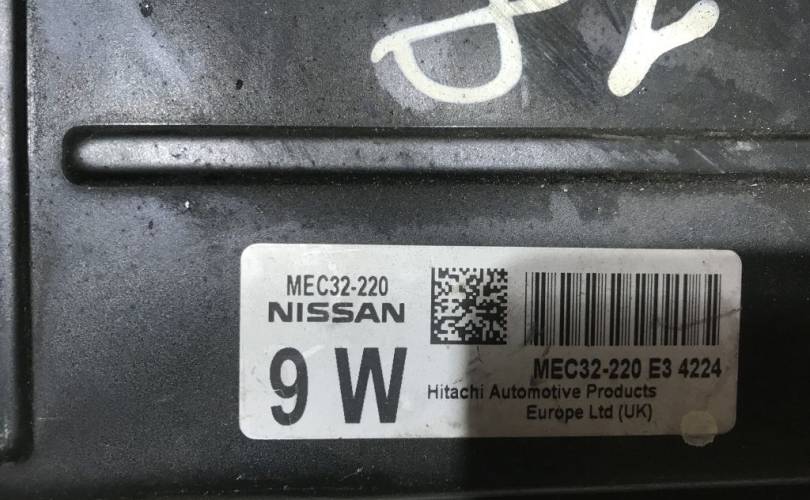 MEC32-220
NISSAN
9 W
MEC32-220 E3 4224
Hitachi Automotive Products
Europe Ltd (UK)